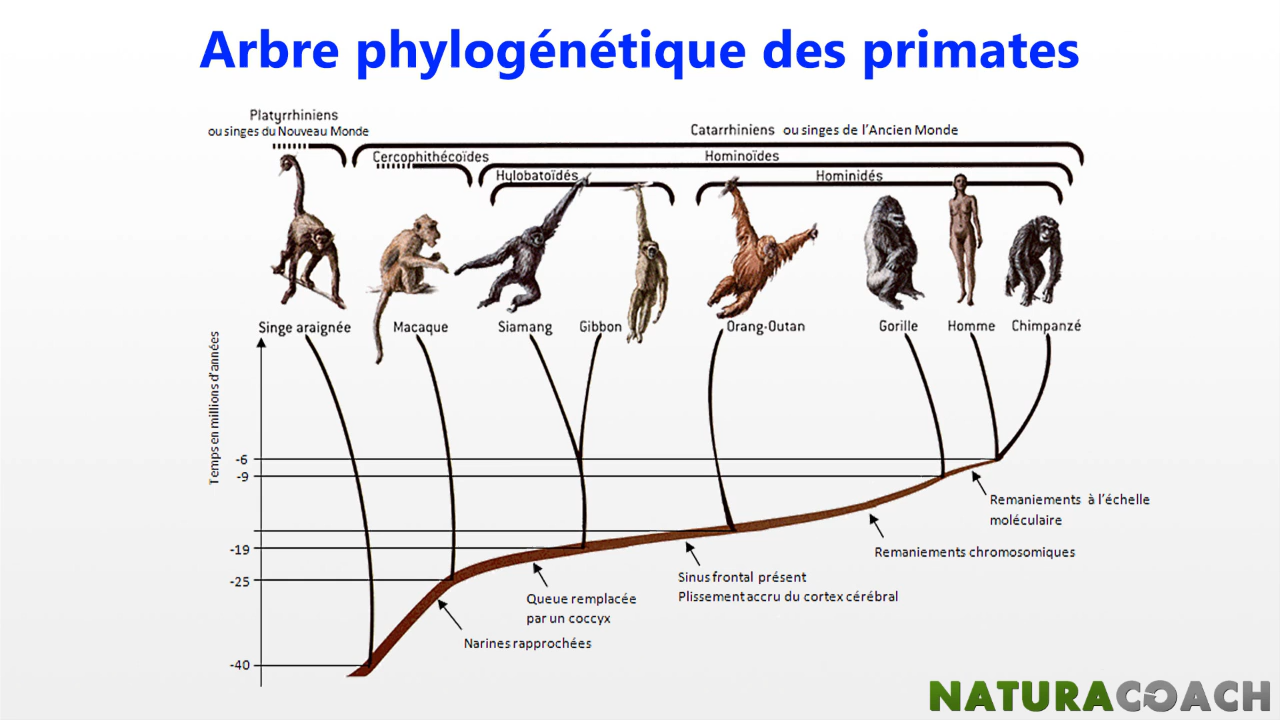 Arbre phylogénétique des primates
Platyrrhiniens
ou singes du Nouveau Monde
Catarrhiniens ou singes de l'Ancien Monde
Cercophithécoïdes
Hominoïdes
Hylobatoïdés
Hominidés
Singe araignée
Macaque
Siamang
Gibbon
Orang-Outan
Gorille
Homme
Chimpanzé
Temps en millions d'années
-6
-9
-19
-25
-40
Remaniements à l'échelle
moléculaire
Remaniements chromosomiques
Sinus frontal présent
Plissement accru du cortex cérébral
Queue remplacée
par un coccyx
Narines rapprochées
NATURACOACH